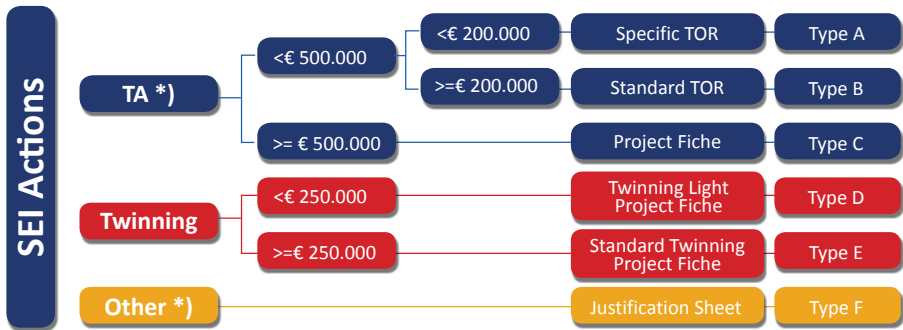 SEI Actions
TA *)
<€ 500.000
<€ 200.000
Specific TOR
Type A
>=€ 200.000
Standard TOR
Type B
>= € 500.000
Project Fiche
Type C
Twinning
<€ 250.000
Twinning Light
Project Fiche
Type D
>=€ 250.000
Standard Twinning
Project Fiche
Type E
Other *)
Justification Sheet
Type F